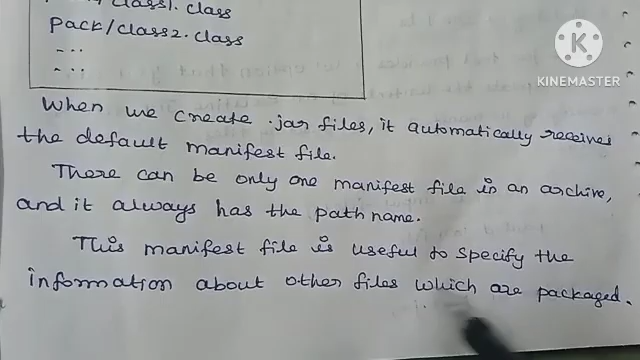 /class1.class
pack/class2.class
...
...
KINEMASTER
When we create .jar files, it automatically receives
the default manifest file.
There can be only one manifest file in an archive,
and it always has the path name.
This manifest file is useful to specify the
information about other files which are packaged.